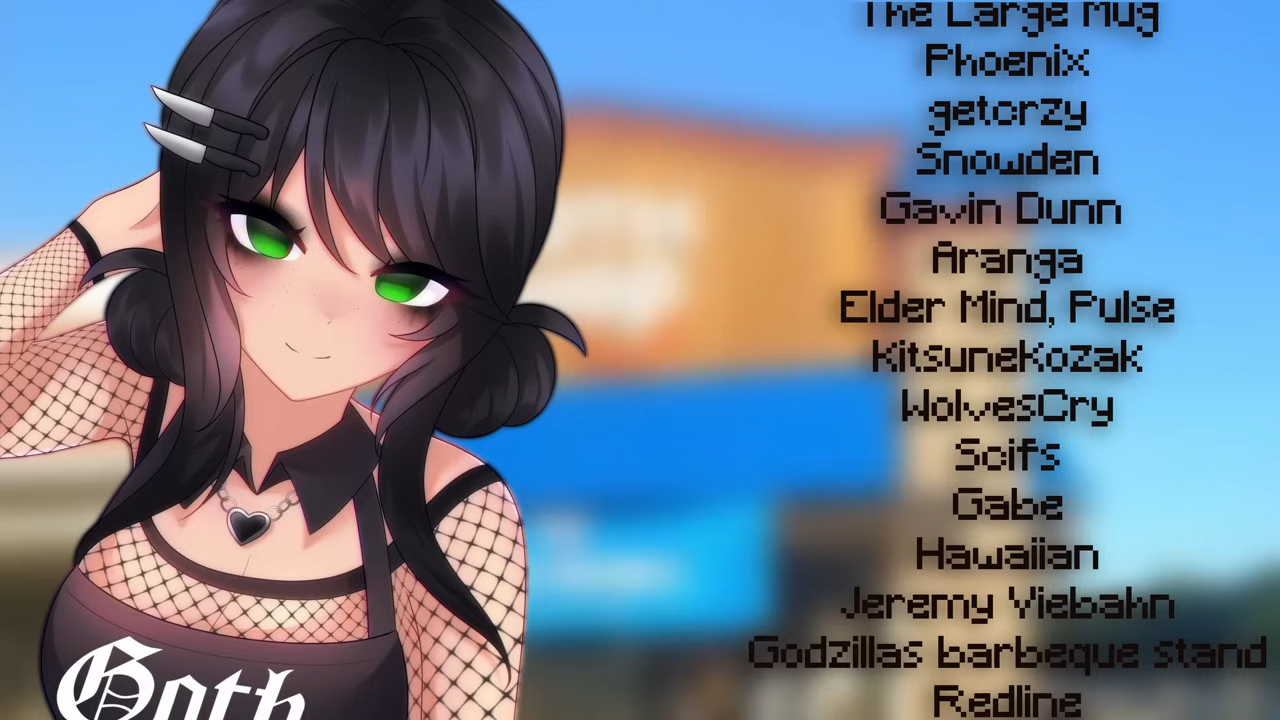 The Large Mug
Phoenix
getcrzy
Snowden
Gavin Dunn
Aranga
Elder Mind, Pulse
KitsuneKozak
WolvesCry
Scifs
Gabe
Hawaiian
Jeremy Viebahn
Godzillas barbeque stand
Redline
Goth